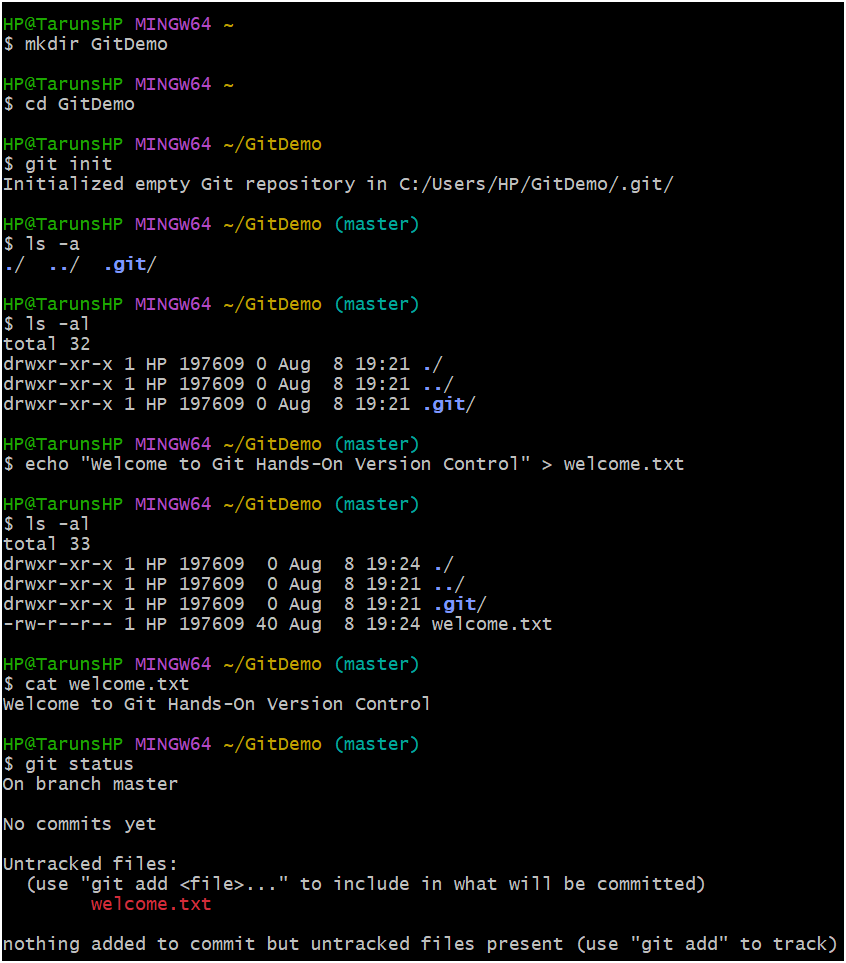 HP@TarunsHP MINGW64 ~
$ mkdir GitDemo
HP@TarunsHP MINGW64 ~
$ cd GitDemo
HP@TarunsHP MINGW64 ~/GitDemo
$ git init
Initialized empty Git repository in C:/Users/HP/GitDemo/.git/
HP@TarunsHP MINGW64 ~/GitDemo (master)
$ ls -a
./  ../  .git/
HP@TarunsHP MINGW64 ~/GitDemo (master)
$ ls -al
total 32
drwxr-xr-x 1 HP 197609 0 Aug  8 19:21 ./
drwxr-xr-x 1 HP 197609 0 Aug  8 19:21 ../
drwxr-xr-x 1 HP 197609 0 Aug  8 19:21 .git/
HP@TarunsHP MINGW64 ~/GitDemo (master)
$ echo "Welcome to Git Hands-On Version Control" > welcome.txt
HP@TarunsHP MINGW64 ~/GitDemo (master)
$ ls -al
total 33
drwxr-xr-x 1 HP 197609  0 Aug  8 19:24 ./
drwxr-xr-x 1 HP 197609  0 Aug  8 19:21 ../
drwxr-xr-x 1 HP 197609  0 Aug  8 19:21 .git/
-rw-r--r-- 1 HP 197609 40 Aug  8 19:24 welcome.txt
HP@TarunsHP MINGW64 ~/GitDemo (master)
$ cat welcome.txt
Welcome to Git Hands-On Version Control
HP@TarunsHP MINGW64 ~/GitDemo (master)
$ git status
On branch master
No commits yet
Untracked files:
  (use "git add <file>..." to include in what will be committed)
        welcome.txt
nothing added to commit but untracked files present (use "git add" to track)